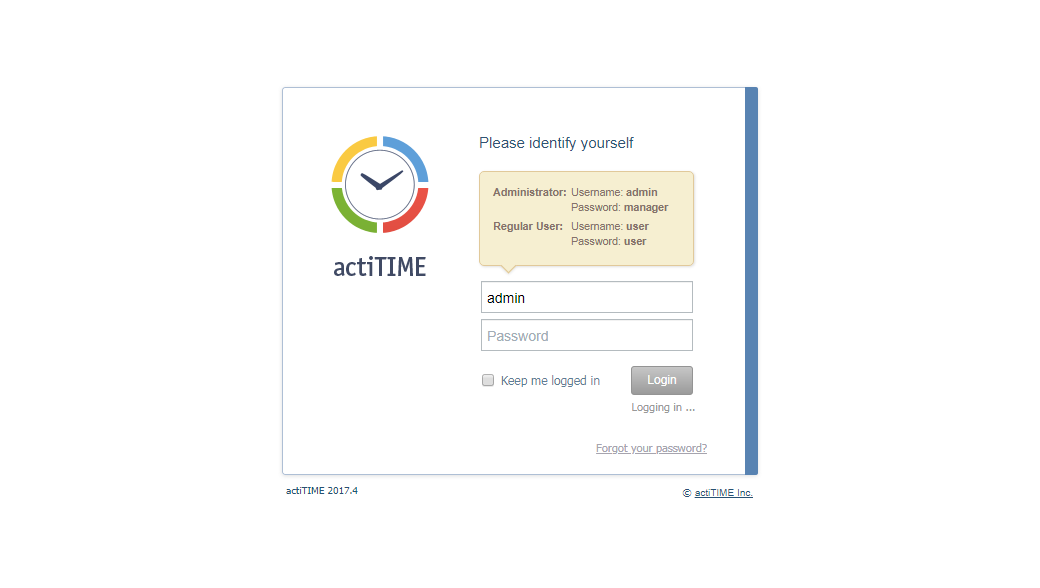 Please identify yourself
Administrator: Username: admin
Password: manager
Regular User: Username: user
Password: user
actiTIME
admin
Password
Keep me logged in
Login
Logging in ...
Forgot your password?
actiTIME 2017.4
© actiTIME Inc.